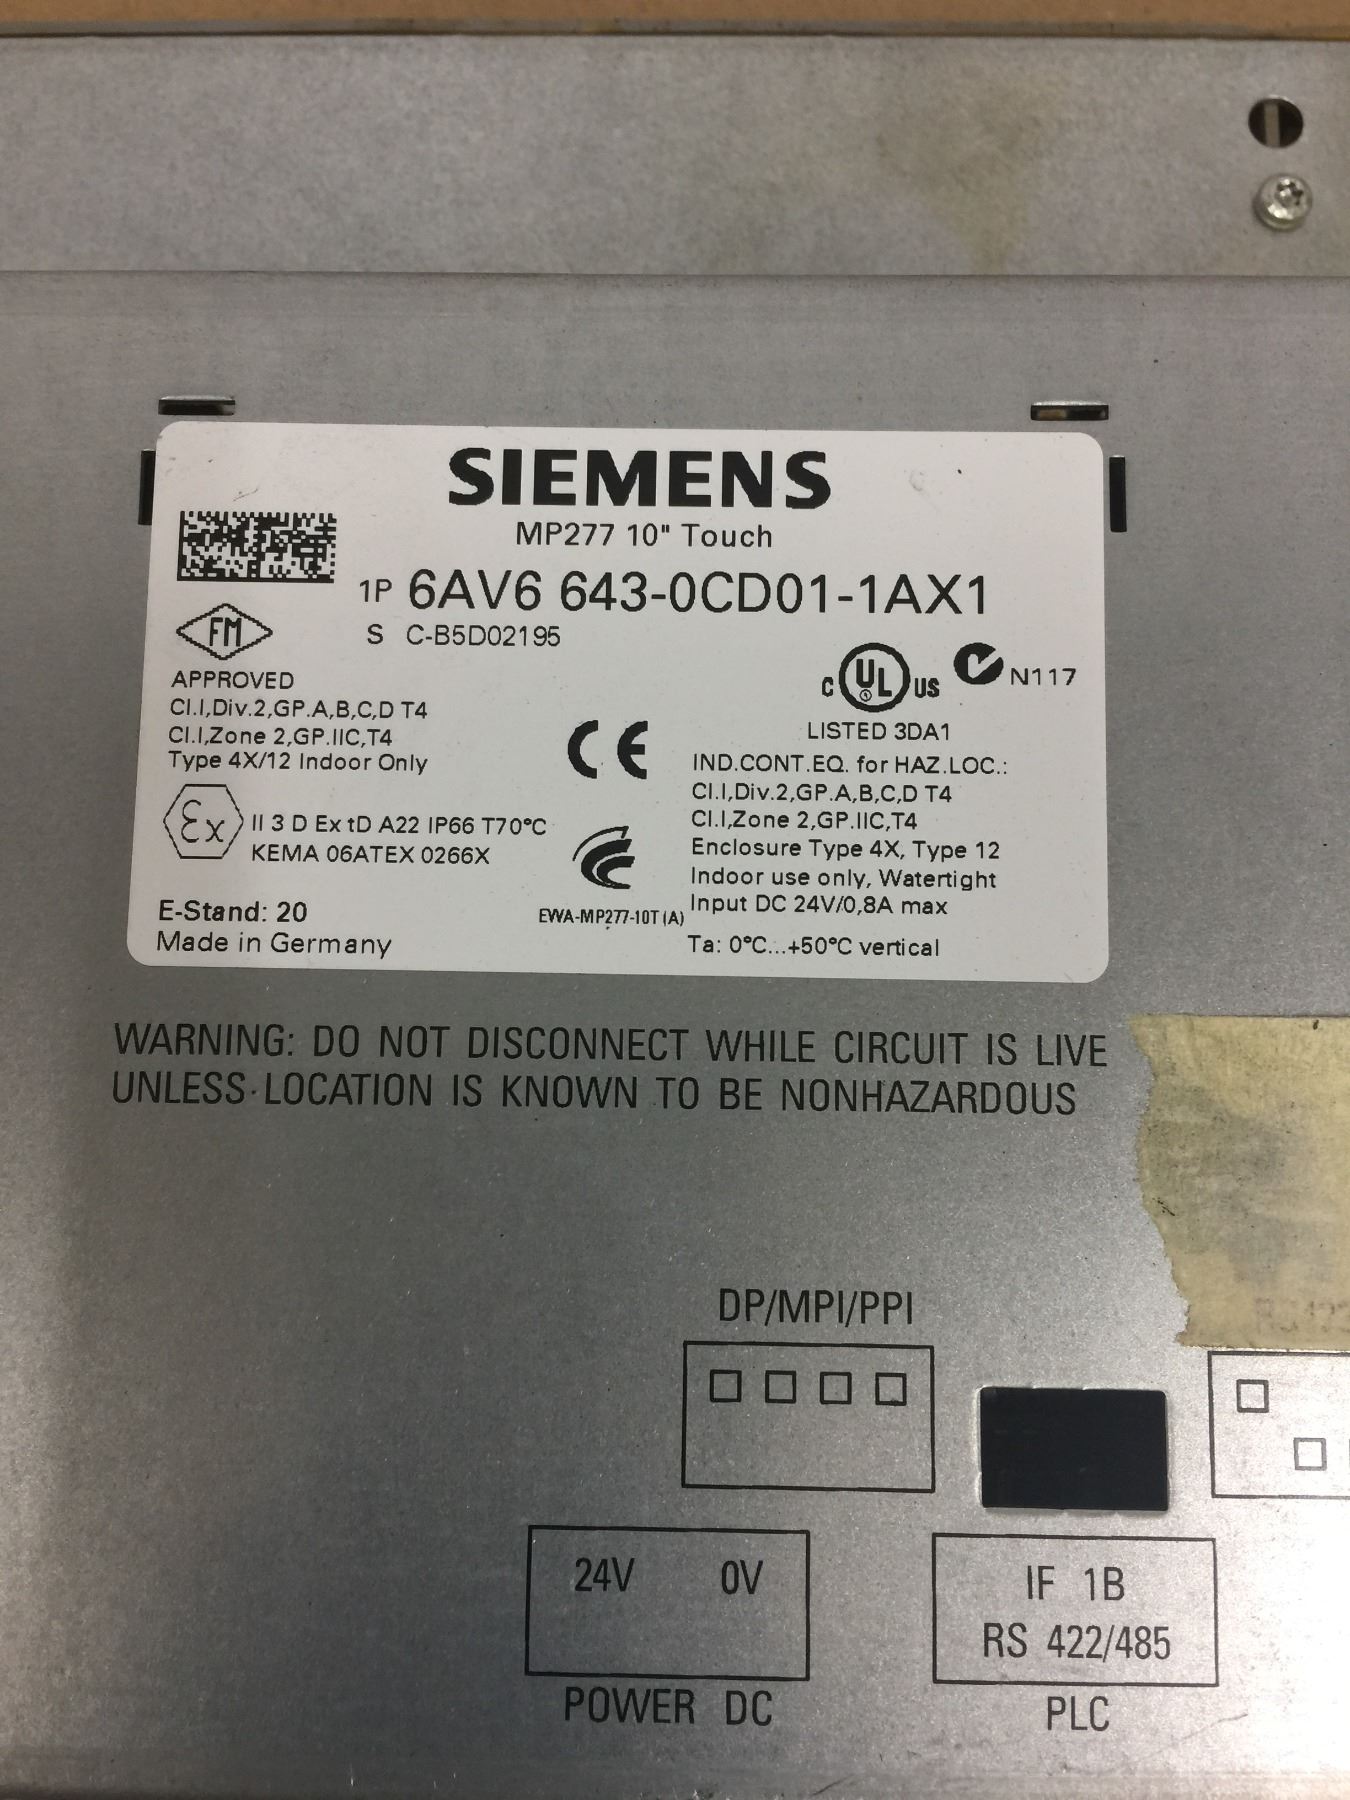 SIEMENS
MP277 10" Touch
1P 6AV6 643-0CD01-1AX1
S C-B5D02195
FM
APPROVED
Cl.I,Div.2,GP.A,B,C,D T4
Cl.I,Zone 2,GP.IIC,T4
Type 4X/12 Indoor Only
Ex II 3 D Ex tD A22 IP66 T70°C
KEMA 06ATEX 0266X
E-Stand: 20
Made in Germany
CE
EWA-MP277-10T(A)
C UL US N117
LISTED 3DA1
IND.CONT.EQ. for HAZ.LOC.:
Cl.I,Div.2,GP.A,B,C,D T4
Cl.I,Zone 2,GP.IIC,T4
Enclosure Type 4X, Type 12
Indoor use only, Watertight
Input DC 24V/0,8A max
Ta: 0°C...+50°C vertical
WARNING: DO NOT DISCONNECT WHILE CIRCUIT IS LIVE
UNLESS LOCATION IS KNOWN TO BE NONHAZARDOUS
DP/MPI/PPI
24V 0V
POWER DC
IF 1B
RS 422/485
PLC